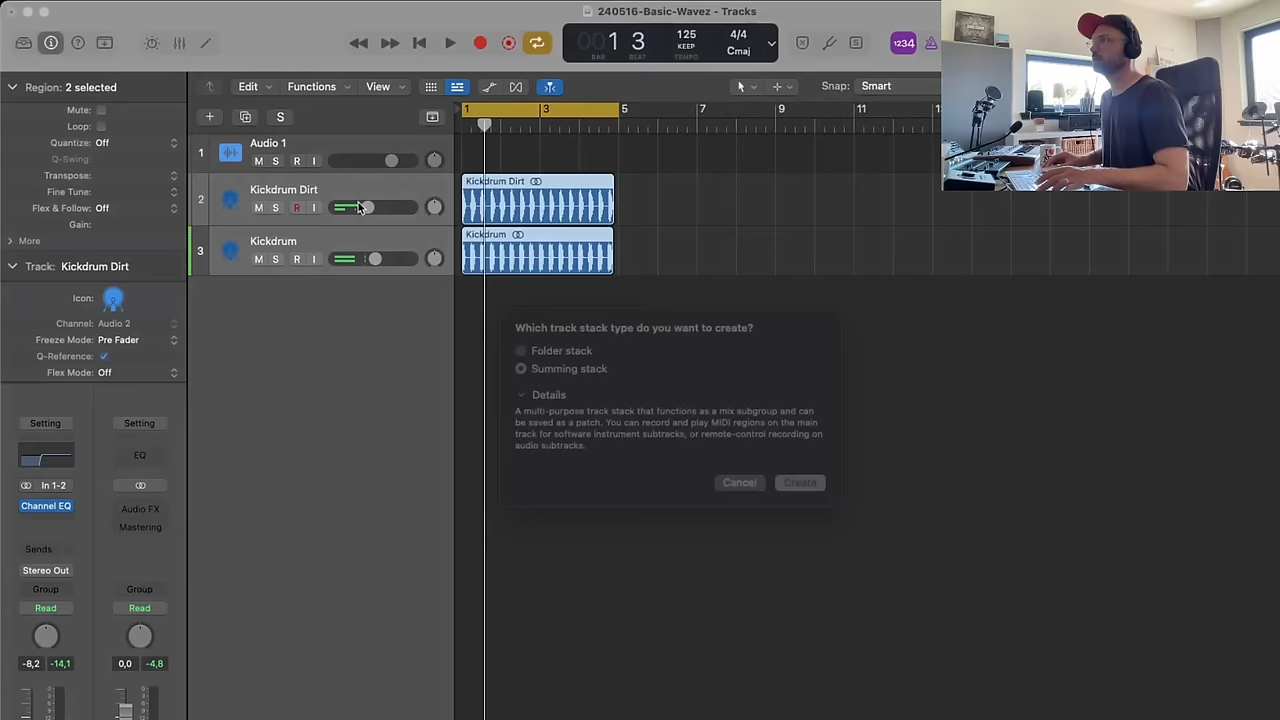 240516-Basic-Wavez - Tracks
001 3
BAR BEAT
125
KEEP
TEMPO
4/4
Cmaj
1234
Region: 2 selected
Edit Functions View
Snap: Smart
Mute:
Loop:
Quantize: Off
Q-Swing:
Transpose:
Fine Tune:
Flex & Follow: Off
Gain:
More
Track: Kickdrum Dirt
Icon:
Channel: Audio 2
Freeze Mode: Pre Fader
Q-Reference:
Flex Mode: Off
S
1 3 5 7 9 11
1 Audio 1
M S R I
2 Kickdrum Dirt
M S R I
3 Kickdrum
M S R I
Kickdrum Dirt
Kickdrum
Which track stack type do you want to create?
Folder stack
Summing stack
Details
A multi-purpose track stack that functions as a mix subgroup and can
be saved as a patch. You can record and play MIDI regions on the main
track for software instrument subtracks, or remote-control recording on
audio subtracks.
Cancel Create
Setting Setting
EQ
In 1-2
Channel EQ Audio FX
Mastering
Sends
Stereo Out
Group Group
Read Read
-8,2 -14,1 0,0 -4,8